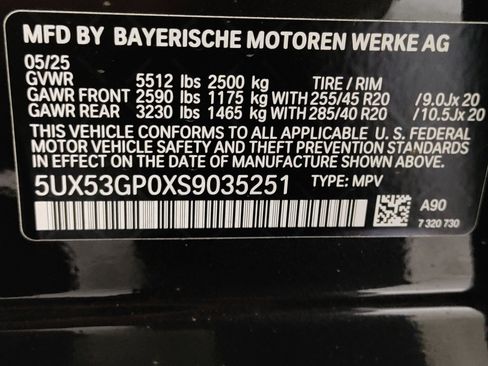 MFD BY BAYERISCHE MOTOREN WERKE AG
05/25
GVWR 5512 lbs 2500 kg TIRE / RIM
GAWR FRONT 2590 lbs 1175 kg WITH 255/45 R20 /9.0Jx 20
GAWR REAR 3230 lbs 1465 kg WITH 285/40 R20 /10.5Jx 20
THIS VEHICLE CONFORMS TO ALL APPLICABLE U. S. FEDERAL
MOTOR VEHICLE SAFETY AND THEFT PREVENTION STANDARDS
IN EFFECT ON THE DATE OF MANUFACTURE SHOWN ABOVE.
5UX53GP0XS9035251 TYPE: MPV
A90
7 320 730